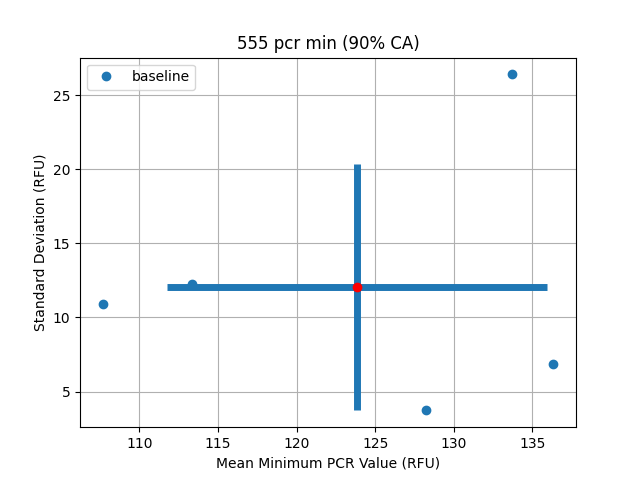 555 pcr min (90% CA)
baseline
25
20
15
10
5
Standard Deviation (RFU)
110 115 120 125 130 135
Mean Minimum PCR Value (RFU)